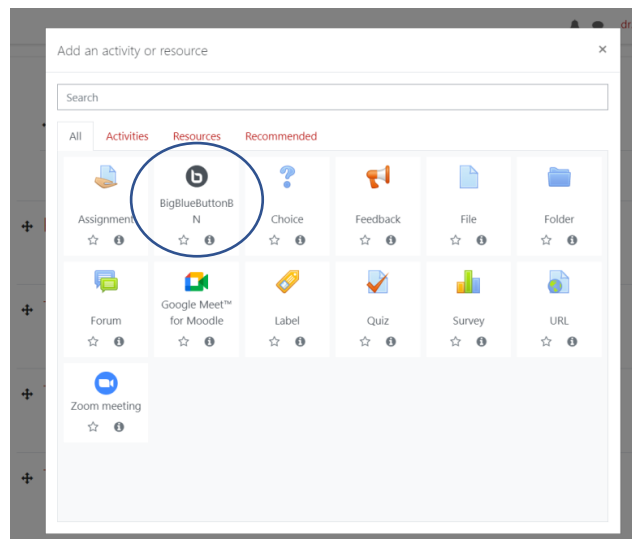 dr
Add an activity or resource ×
Search
All Activities Resources Recommended
Assignment
BigBlueButtonB
N
Choice
Feedback
File
Folder
Forum
Google Meet™
for Moodle
Label
Quiz
Survey
URL
Zoom meeting